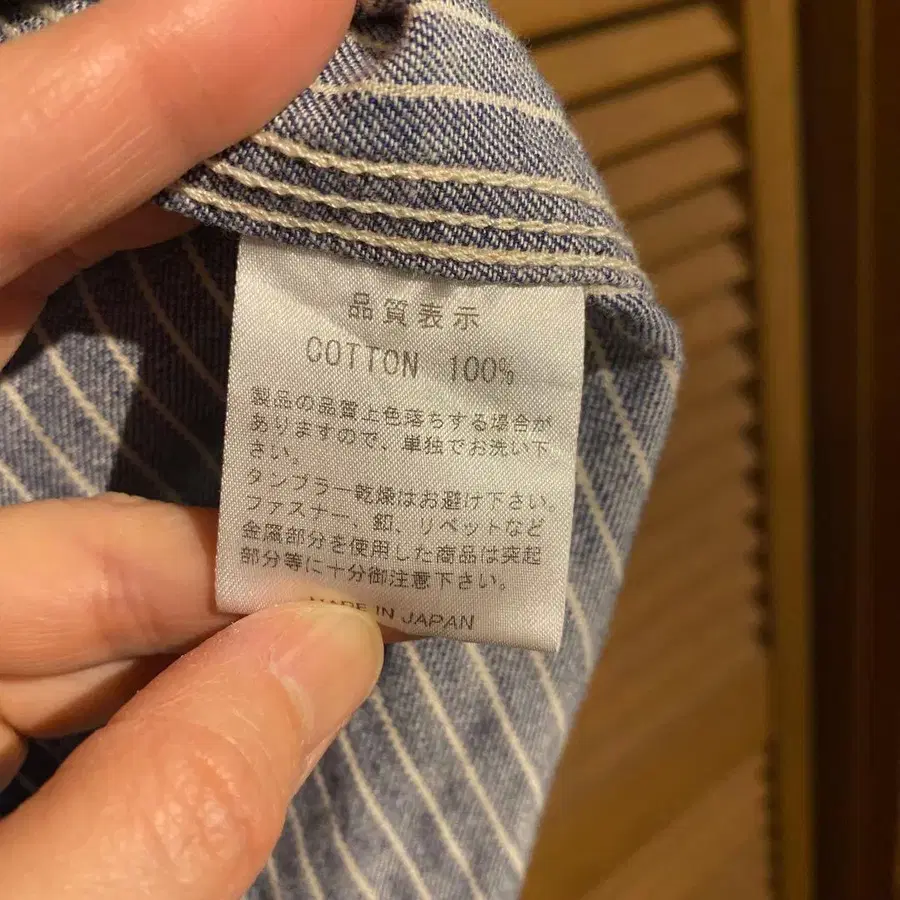 品質表示
COTTON 100%
製品の品質上色落ちする場合が
ありますので、単独でお洗い下
さい。
タンブラー乾燥はお避け下さい。
ファスナー、釦、リベットなど
金属部分を使用した商品は突起
部分等に十分御注意下さい。
MADE IN JAPAN